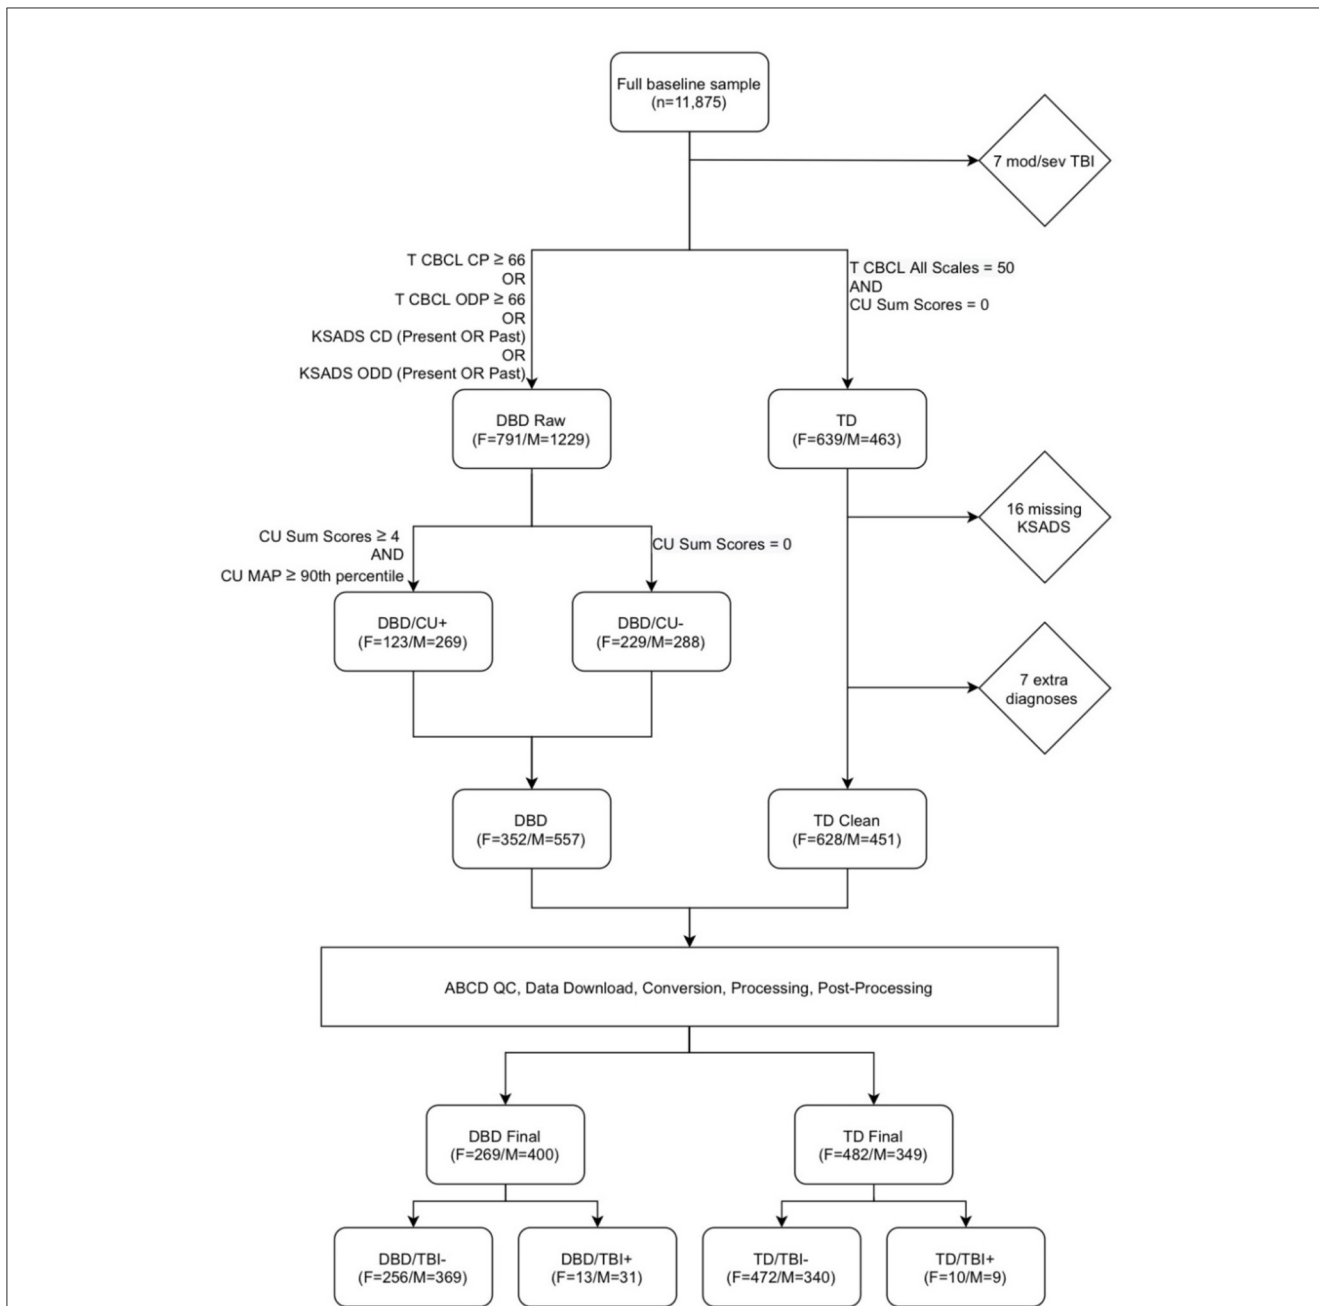 Full baseline sample
(n=11,875)
7 mod/sev TBI
T CBCL CP ≥ 66
OR
T CBCL ODP ≥ 66
OR
KSADS CD (Present OR Past)
OR
KSADS ODD (Present OR Past)
T CBCL All Scales = 50
AND
CU Sum Scores = 0
DBD Raw
(F=791/M=1229)
TD
(F=639/M=463)
16 missing
KSADS
CU Sum Scores ≥ 4
AND
CU MAP ≥ 90th percentile
CU Sum Scores = 0
DBD/CU+
(F=123/M=269)
DBD/CU-
(F=229/M=288)
7 extra
diagnoses
DBD
(F=352/M=557)
TD Clean
(F=628/M=451)
ABCD QC, Data Download, Conversion, Processing, Post-Processing
DBD Final
(F=269/M=400)
TD Final
(F=482/M=349)
DBD/TBI-
(F=256/M=369)
DBD/TBI+
(F=13/M=31)
TD/TBI-
(F=472/M=340)
TD/TBI+
(F=10/M=9)